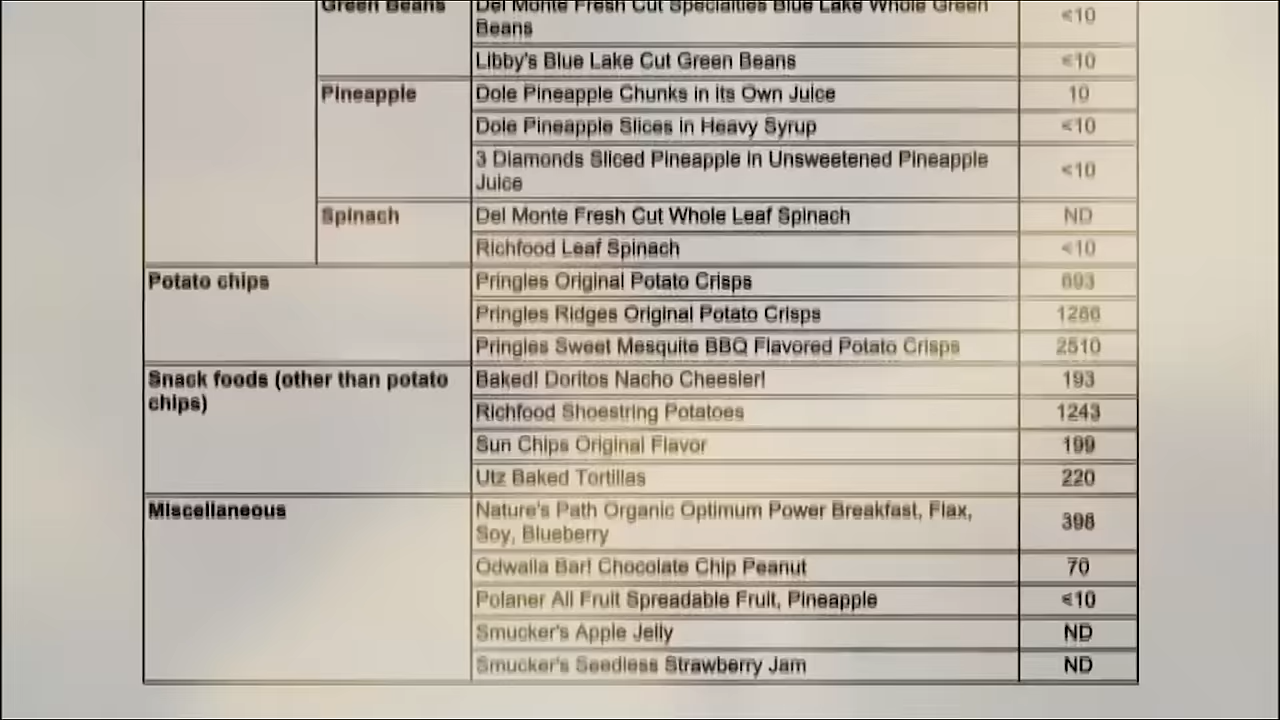 Green Beans
Del Monte Fresh Cut Specialties Blue Lake Whole Green
Beans
<10
Libby's Blue Lake Cut Green Beans
<10
Pineapple
Dole Pineapple Chunks in its Own Juice
10
Dole Pineapple Slices in Heavy Syrup
<10
3 Diamonds Sliced Pineapple in Unsweetened Pineapple
Juice
<10
Spinach
Del Monte Fresh Cut Whole Leaf Spinach
ND
Richfood Leaf Spinach
<10
Potato chips
Pringles Original Potato Crisps
693
Pringles Ridges Original Potato Crisps
1286
Pringles Sweet Mesquite BBQ Flavored Potato Crisps
2510
Snack foods (other than potato
chips)
Baked! Doritos Nacho Cheesier!
193
Richfood Shoestring Potatoes
1243
Sun Chips Original Flavor
199
Utz Baked Tortillas
220
Miscellaneous
Nature's Path Organic Optimum Power Breakfast, Flax,
Soy, Blueberry
398
Odwalla Bar! Chocolate Chip Peanut
70
Polaner All Fruit Spreadable Fruit, Pineapple
<10
Smucker's Apple Jelly
ND
Smucker's Seedless Strawberry Jam
ND